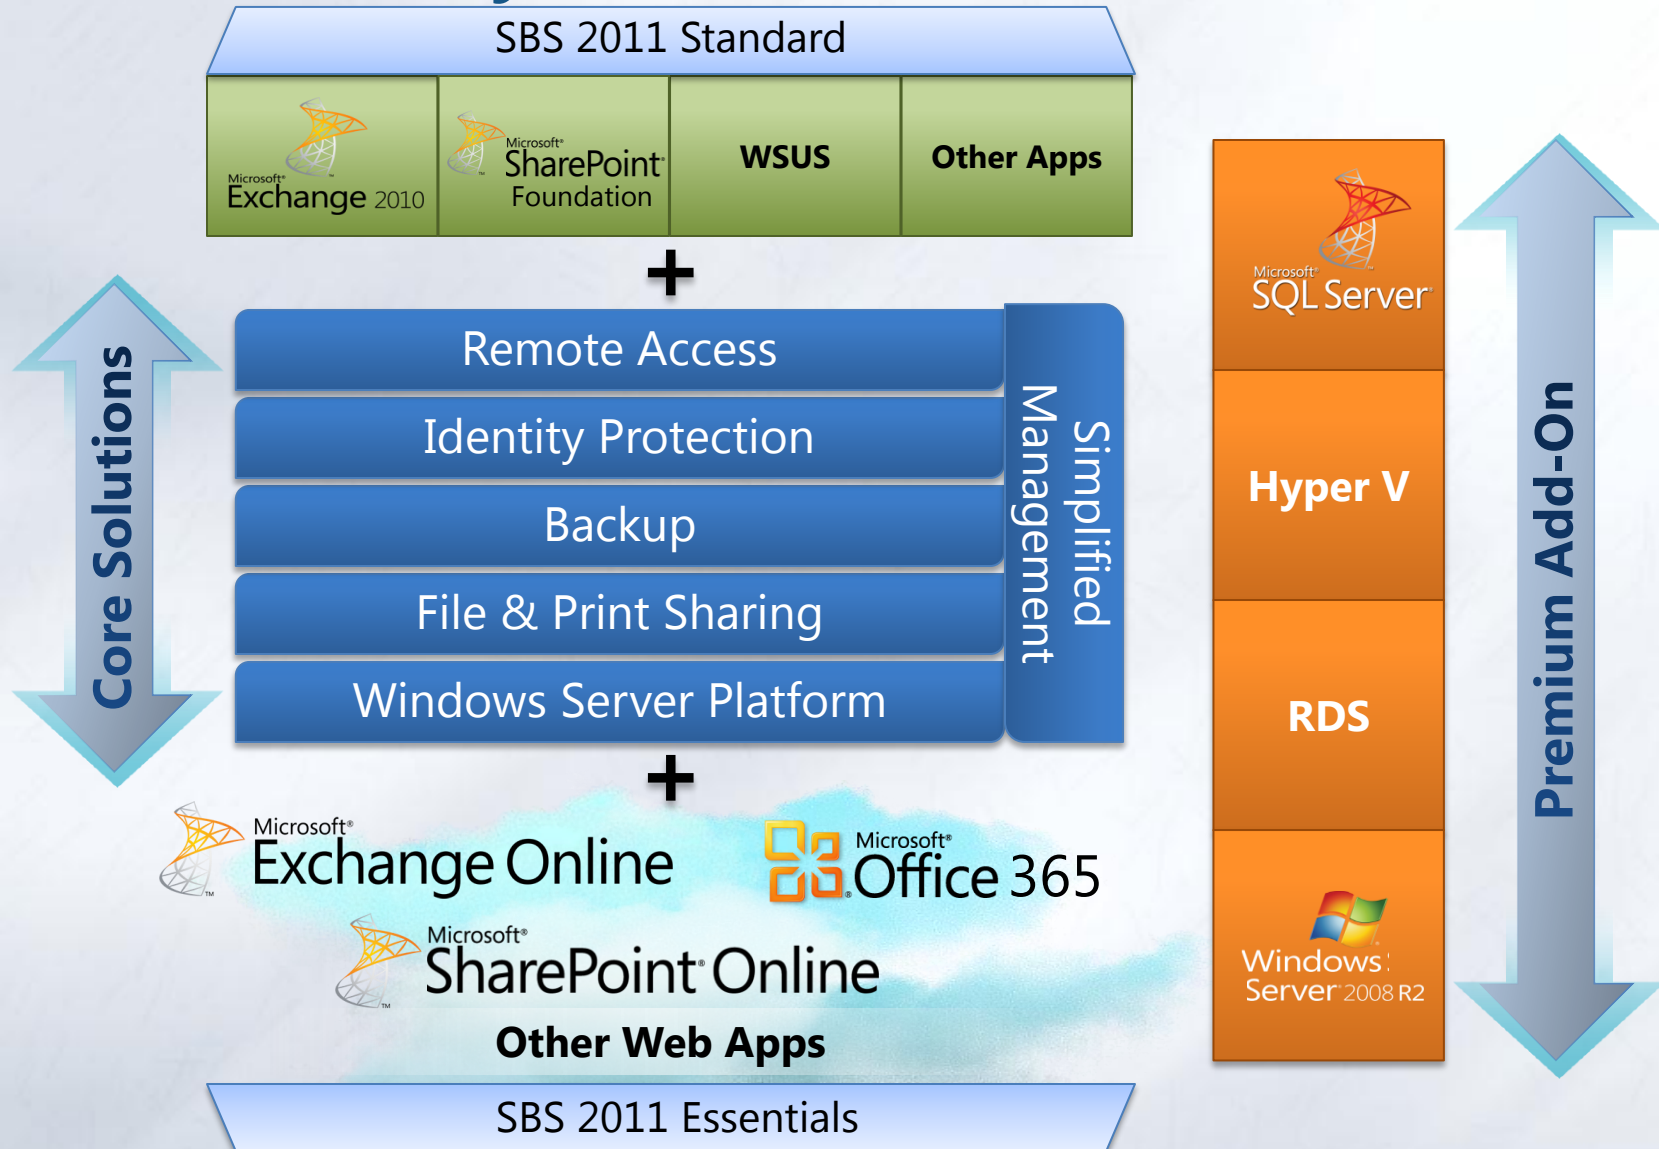 SBS 2011 Standard
Microsoft®
Exchange 2010
Microsoft®
SharePoint®
Foundation
WSUS
Other Apps
+
Core Solutions
Remote Access
Identity Protection
Backup
File & Print Sharing
Windows Server Platform
Simplified
Management
+
Microsoft®
Exchange Online
Microsoft®
Office 365
Microsoft®
SharePoint® Online
Other Web Apps
SBS 2011 Essentials
Microsoft®
SQL Server®
Hyper V
RDS
Windows
Server® 2008 R2
Premium Add-On